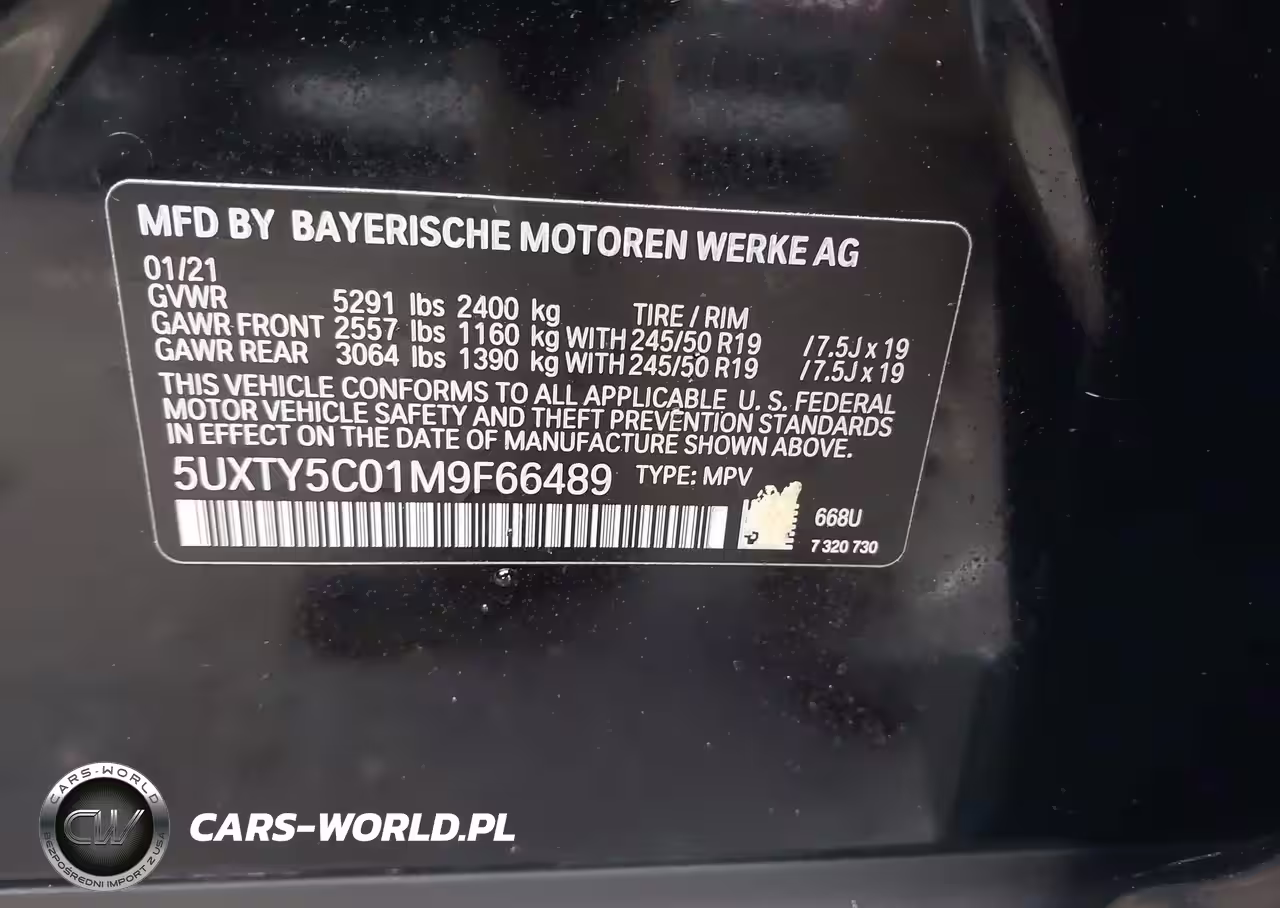 MFD BY BAYERISCHE MOTOREN WERKE AG
01/21
GVWR 5291 lbs 2400 kg TIRE / RIM
GAWR FRONT 2557 lbs 1160 kg WITH 245/50 R19 / 7.5J x 19
GAWR REAR 3064 lbs 1390 kg WITH 245/50 R19 / 7.5J x 19
THIS VEHICLE CONFORMS TO ALL APPLICABLE U. S. FEDERAL
MOTOR VEHICLE SAFETY AND THEFT PREVENTION STANDARDS
IN EFFECT ON THE DATE OF MANUFACTURE SHOWN ABOVE.
5UXTY5C01M9F66489 TYPE: MPV
668U
7 320 730
CARS-WORLD
CW
BEZPOŚREDNI IMPORT Z USA
CARS-WORLD.PL